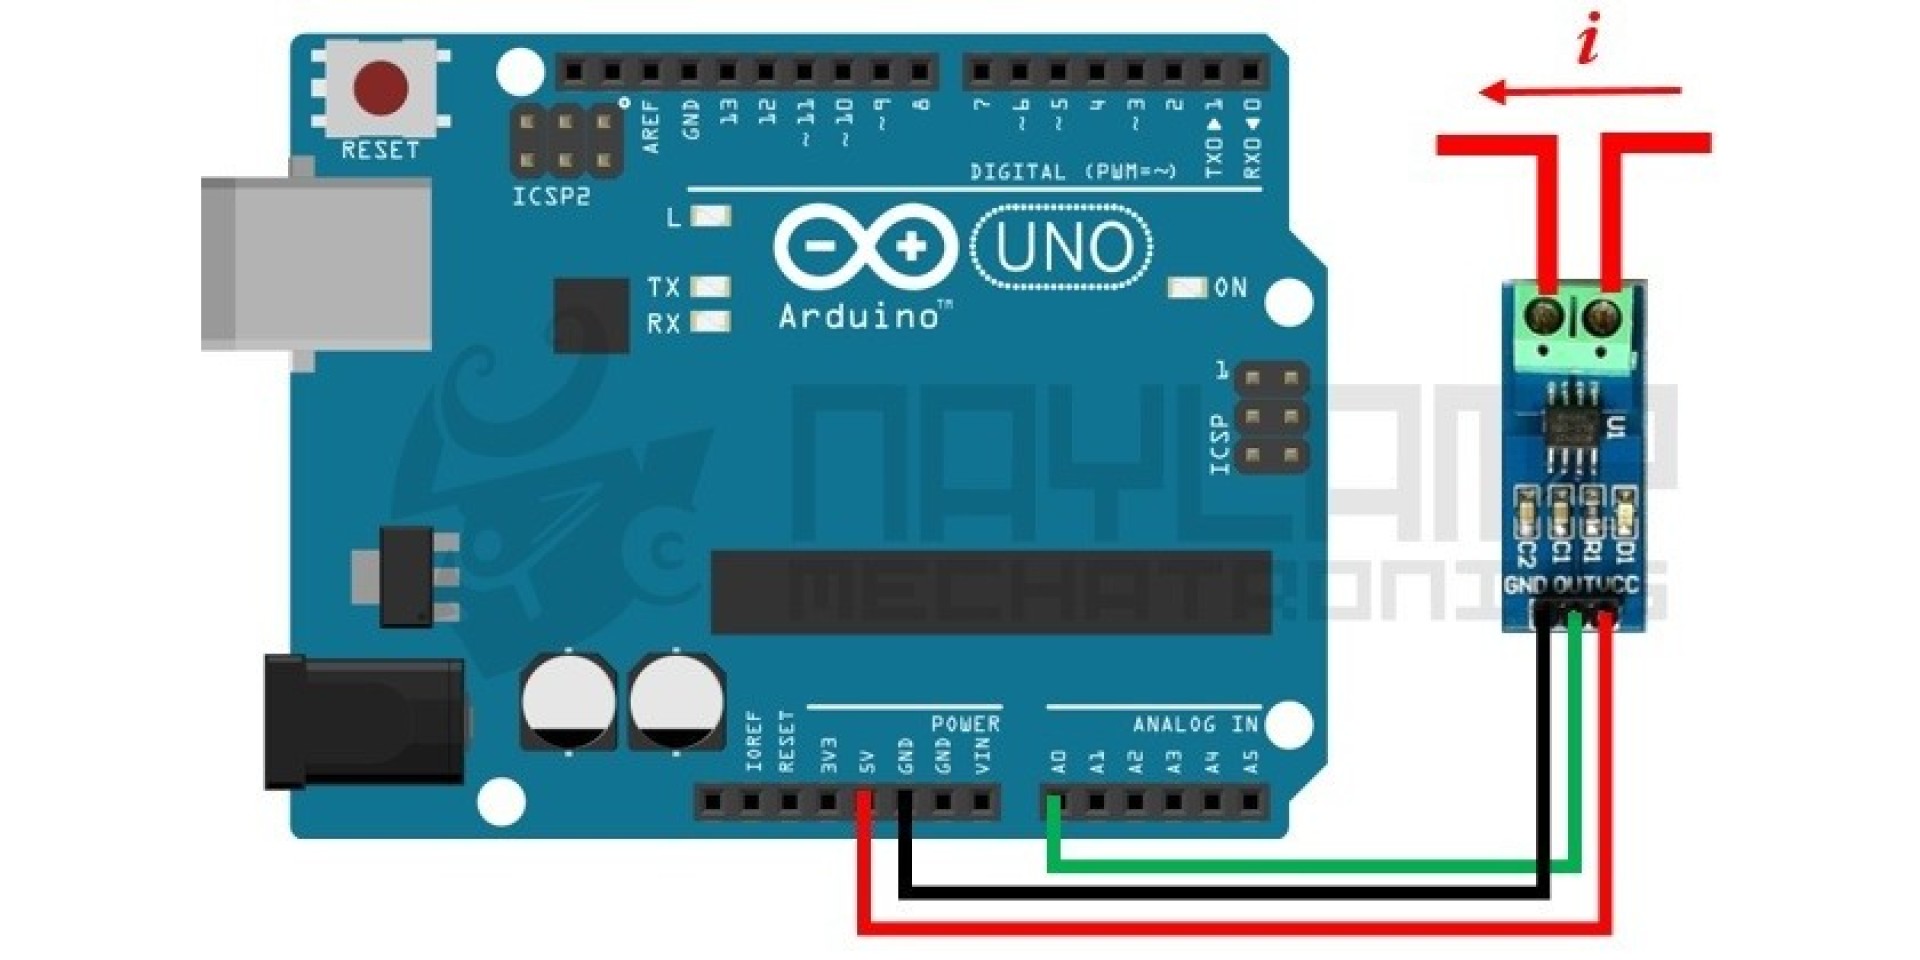 i
RESET
ICSP2
AREF
GND
13
12
~11
~10
~9
8
7
~6
~5
4
~3
2
TX0▶1
RX0◀0
DIGITAL (PWM=~)
L
TX
RX
UNO
Arduino™
ON
1
ICSP
NAYLAMP
MECHATRONICS
U1
C2
C1
R1
D1
GND OUT VCC
POWER
ANALOG IN
IOREF
RESET
3V3
5V
GND
GND
VIN
A0
A1
A2
A3
A4
A5